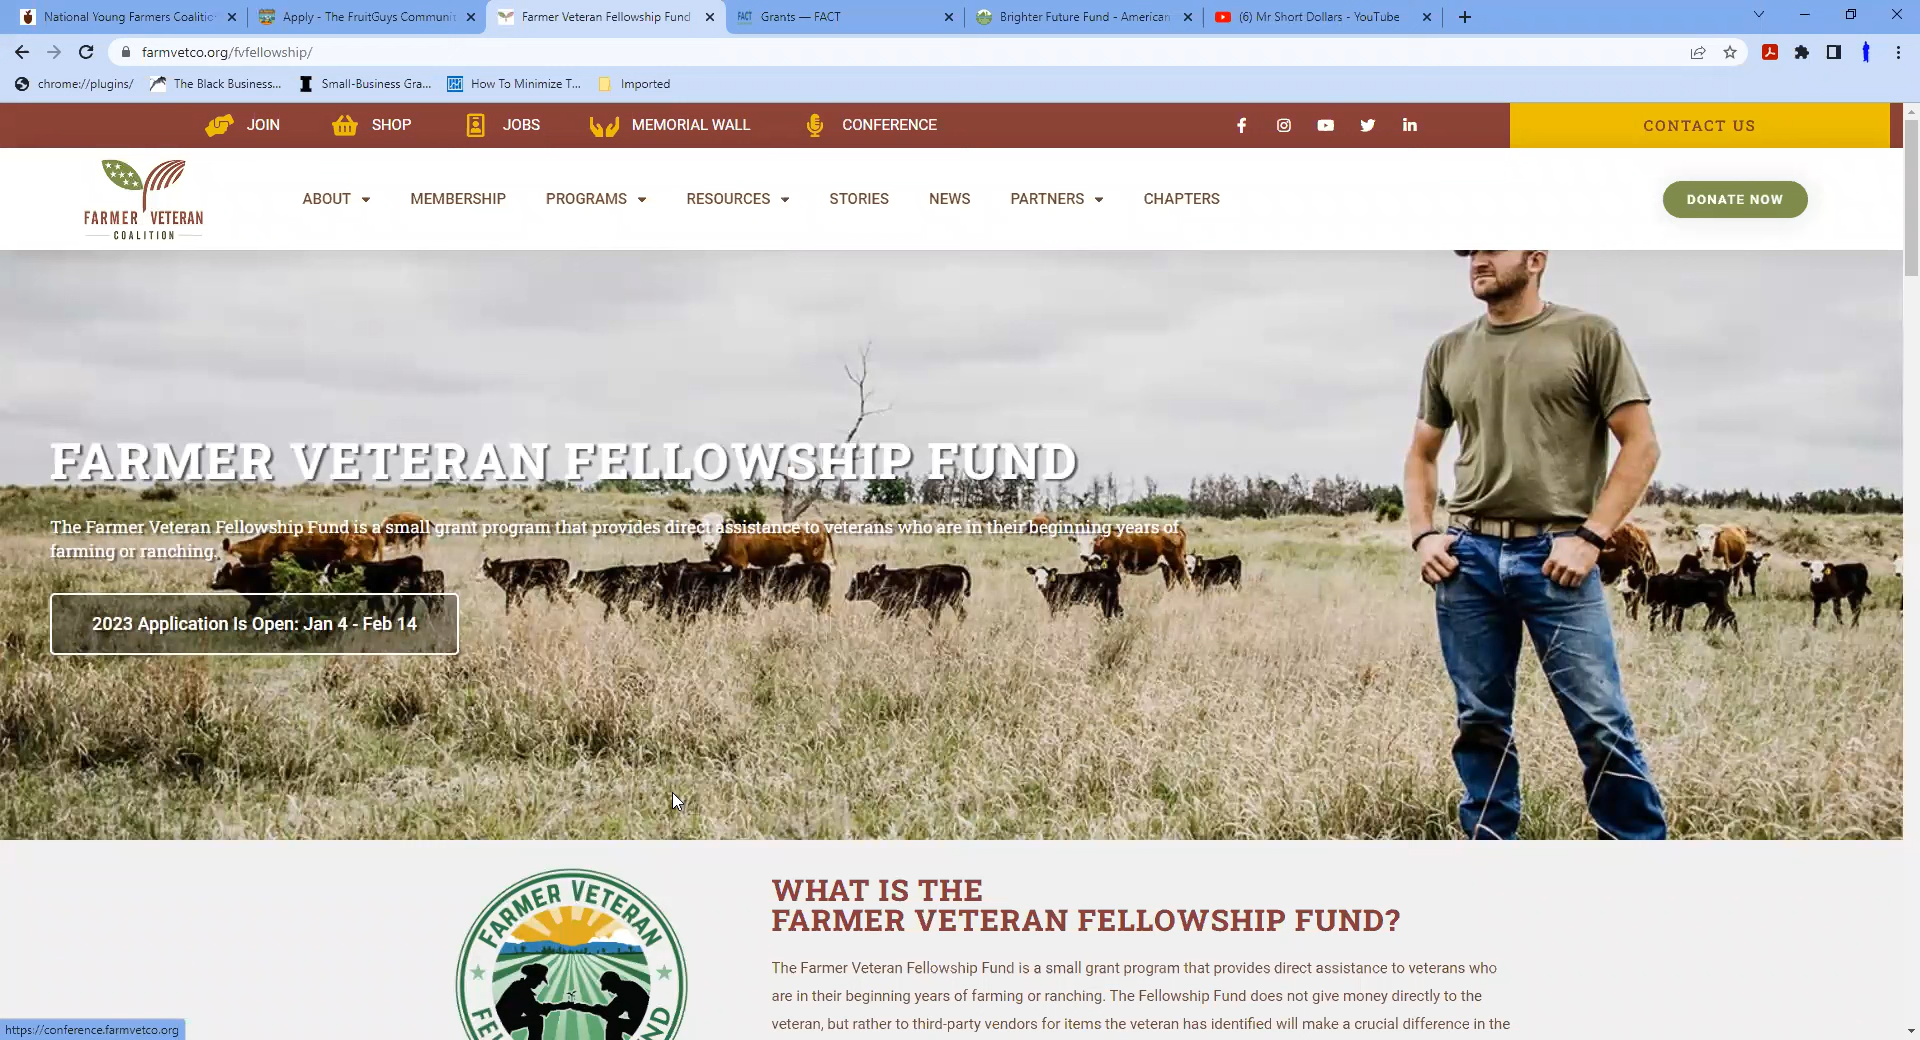 National Young Farmers Coalitio
Apply - The FruitGuys Communit
Farmer Veteran Fellowship Fund
FACT Grants — FACT
Brighter Future Fund - American
(6) Mr Short Dollars - YouTube
farmvetco.org/fvfellowship/
chrome://plugins/
The Black Business...
Small-Business Gra...
How To Minimize T...
Imported
JOIN
SHOP
JOBS
MEMORIAL WALL
CONFERENCE
CONTACT US
FARMER VETERAN
COALITION
ABOUT
MEMBERSHIP
PROGRAMS
RESOURCES
STORIES
NEWS
PARTNERS
CHAPTERS
DONATE NOW
FARMER VETERAN FELLOWSHIP FUND
The Farmer Veteran Fellowship Fund is a small grant program that provides direct assistance to veterans who are in their beginning years of
farming or ranching.
2023 Application Is Open: Jan 4 - Feb 14
FARMER VETERAN
WHAT IS THE
FARMER VETERAN FELLOWSHIP FUND?
The Farmer Veteran Fellowship Fund is a small grant program that provides direct assistance to veterans who
are in their beginning years of farming or ranching. The Fellowship Fund does not give money directly to the
veteran, but rather to third-party vendors for items the veteran has identified will make a crucial difference in the
https://conference.farmvetco.org